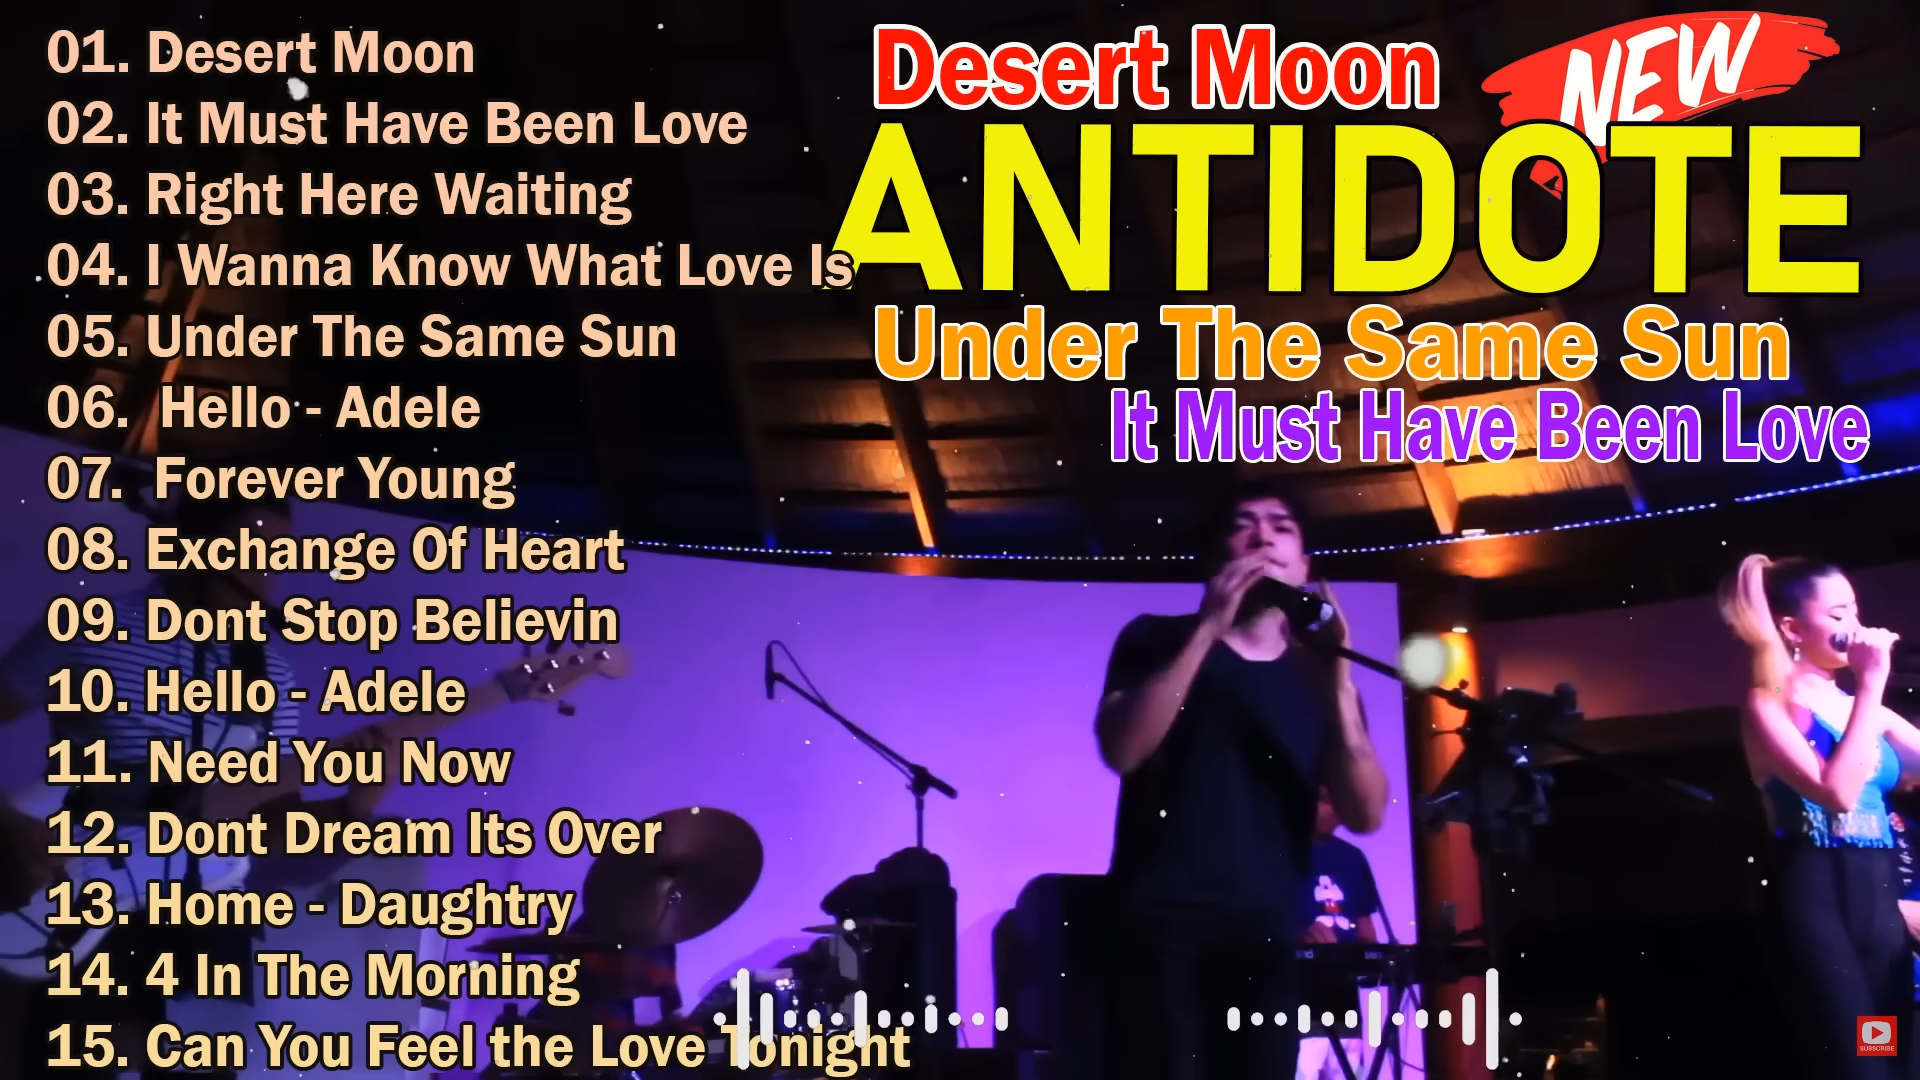 01. Desert Moon
02. It Must Have Been Love
03. Right Here Waiting
04. I Wanna Know What Love Is
05. Under The Same Sun
06. Hello - Adele
07. Forever Young
08. Exchange Of Heart
09. Dont Stop Believin
10. Hello - Adele
11. Need You Now
12. Dont Dream Its Over
13. Home - Daughtry
14. 4 In The Morning
15. Can You Feel the Love Tonight
Desert Moon
NEW
ANTIDOTE
Under The Same Sun
It Must Have Been Love
SUBSCRIBE